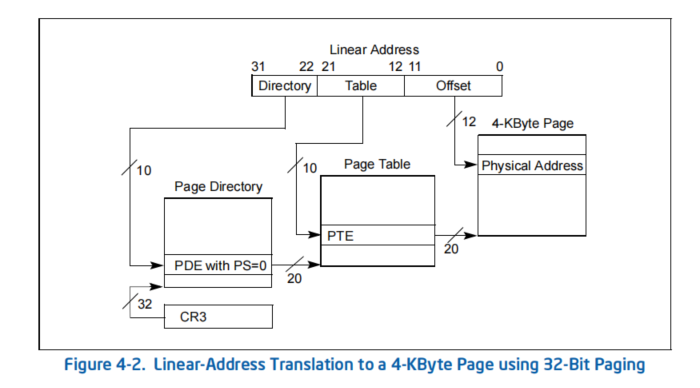 Linear Address
31 22 21 12 11 0
Directory Table Offset
12 4-KByte Page
10 10 Page Table Physical Address
Page Directory
PTE
PDE with PS=0 20 20
32
CR3
Figure 4-2. Linear-Address Translation to a 4-KByte Page using 32-Bit Paging